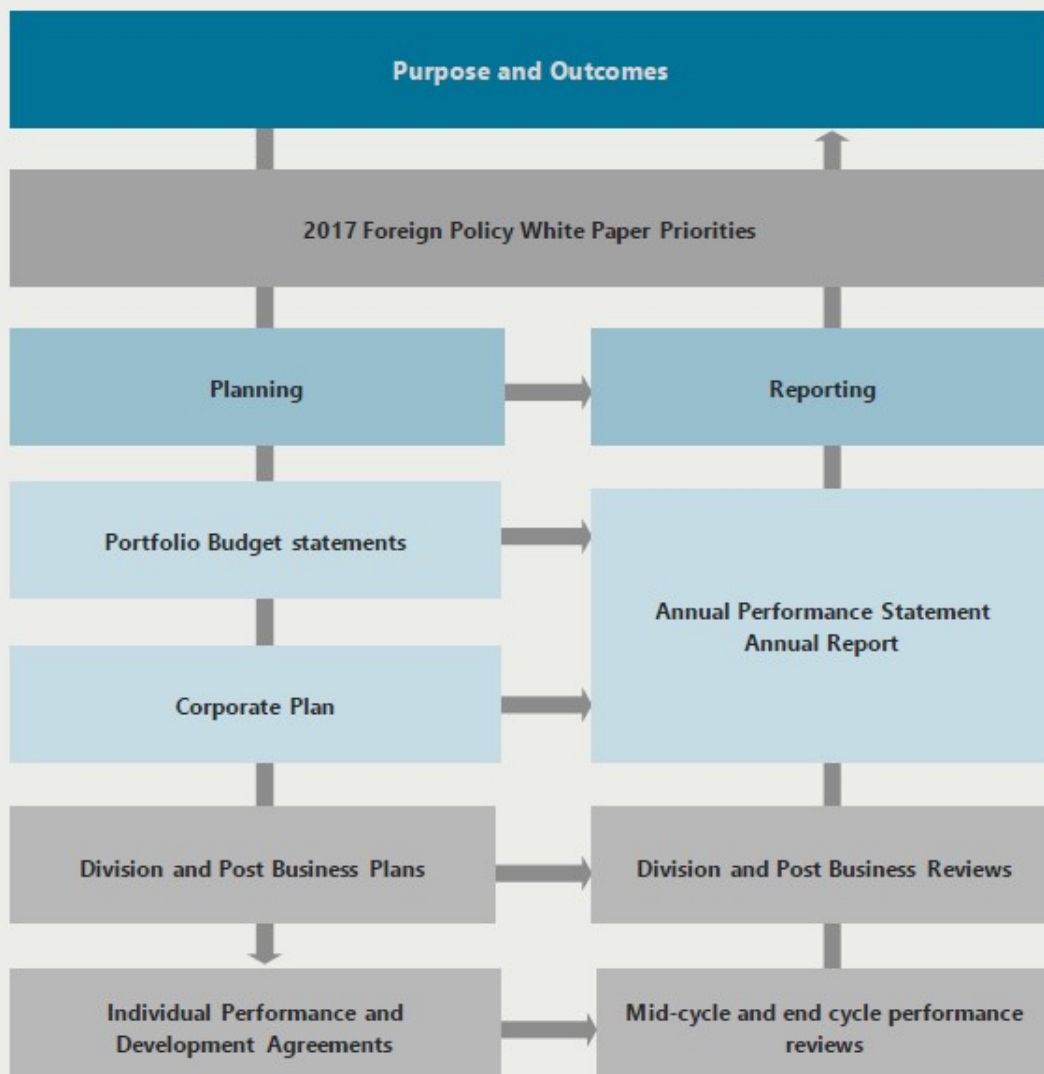 Purpose and Outcomes
2017 Foreign Policy White Paper Priorities
Planning
Reporting
Portfolio Budget statements
Annual Performance Statement
Annual Report
Corporate Plan
Division and Post Business Plans
Division and Post Business Reviews
Individual Performance and
Development Agreements
Mid-cycle and end cycle performance
reviews